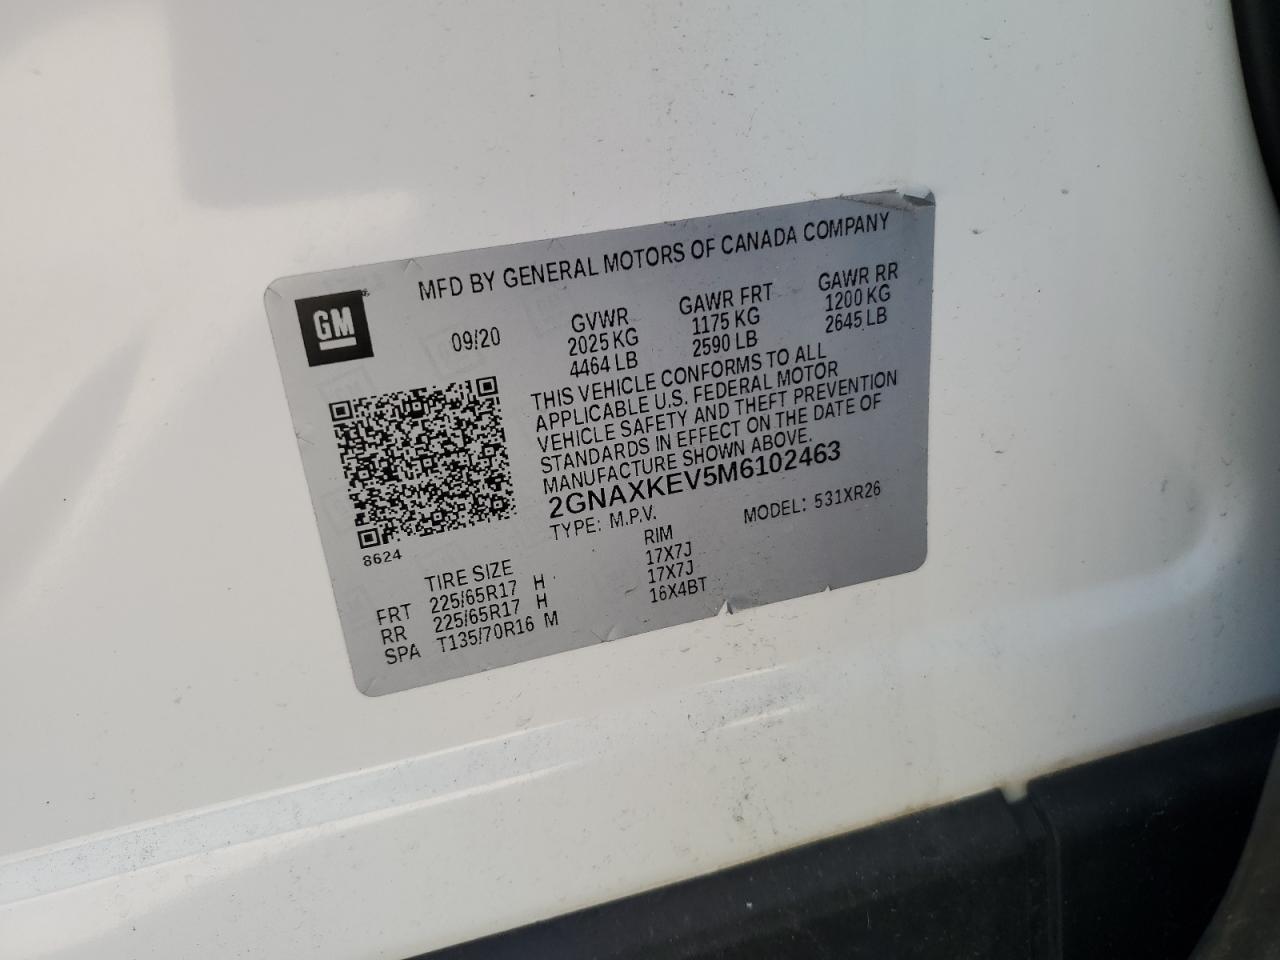 MFD BY GENERAL MOTORS OF CANADA COMPANY
GM
09/20
GVWR
2025 KG
4464 LB
GAWR FRT
1175 KG
2590 LB
GAWR RR
1200 KG
2645 LB
THIS VEHICLE CONFORMS TO ALL
APPLICABLE U.S. FEDERAL MOTOR
VEHICLE SAFETY AND THEFT PREVENTION
STANDARDS IN EFFECT ON THE DATE OF
MANUFACTURE SHOWN ABOVE.
2GNAXKEV5M6102463
TYPE: M.P.V. MODEL: 531XR26
8624
TIRE SIZE RIM
FRT 225/65R17 H 17X7J
RR 225/65R17 H 17X7J
SPA T135/70R16 M 16X4BT